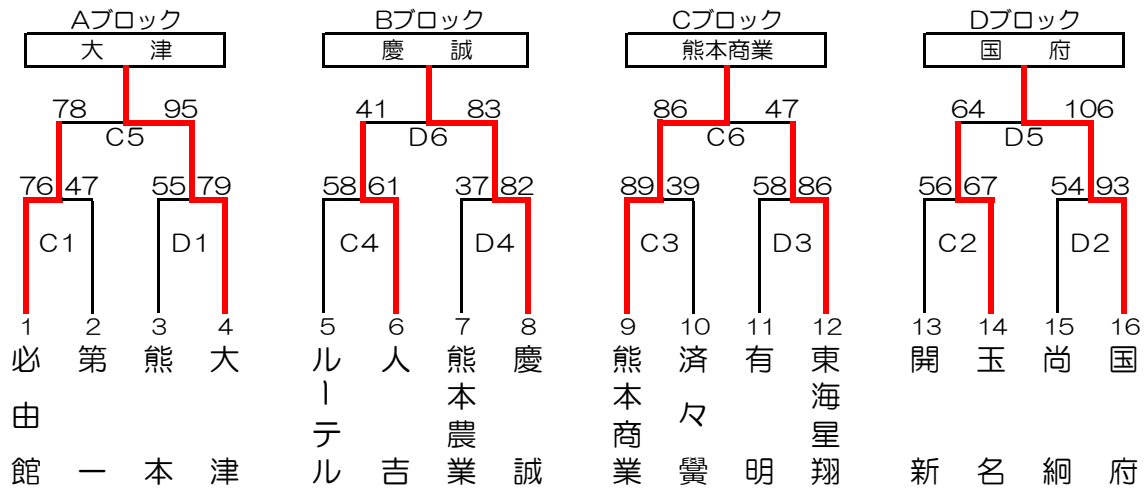 Aブロック Bブロック Cブロック Dブロック
大津 慶誠 熊本商業 国府
78 95 41 83 86 47 64 106
C5 D6 C6 D5
76 47 55 79 58 61 37 82 89 39 58 86 56 67 54 93
C1 D1 C4 D4 C3 D3 C2 D2
1 2 3 4 5 6 7 8 9 10 11 12 13 14 15 16
必由館
第一
熊本
大津
ルーテル
人吉
熊本農業
慶誠
熊本商業
済々黌
有明
東海星翔
開新
玉名
尚絅
国府